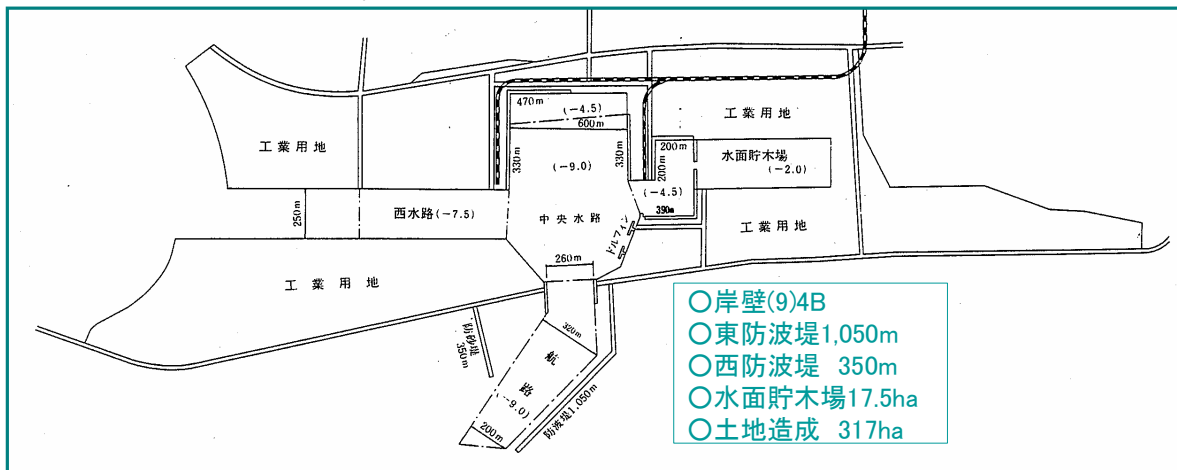 470m
(-4.5)
600m
工業用地
工業用地
330m
330m
200m
水面貯木場
(-9.0)
200m
(-2.0)
(-4.5)
250m
西水路(-7.5)
390m
中央水路
ドルフィン
工業用地
260m
工業用地
防砂堤
350m
320m
航路
(-9.0)
200m
防波堤1,050m
○岸壁(9)4B
○東防波堤1,050m
○西防波堤 350m
○水面貯木場17.5ha
○土地造成 317ha